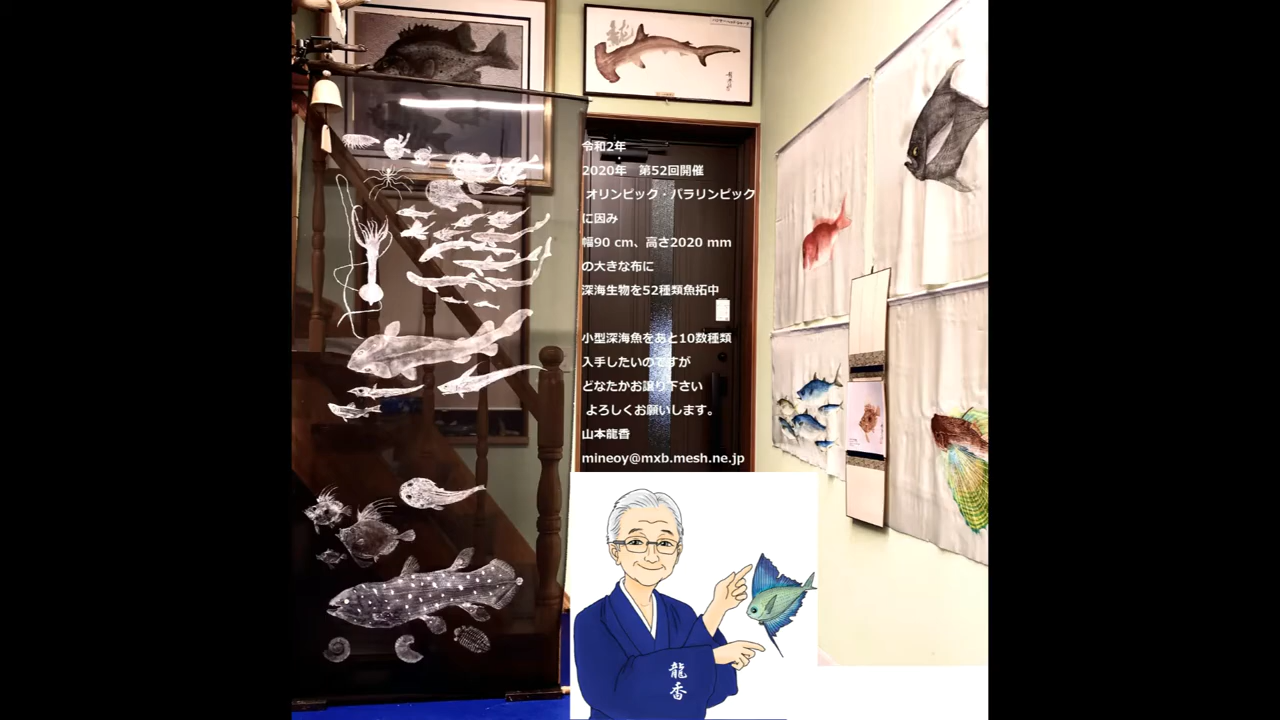 龍
令和2年
2020年　第52回開催
オリンピック・パラリンピック
に因み
幅90 cm、高さ2020 mm
の大きな布に
深海生物を52種類魚拓中
小型深海魚をあと10数種類
入手したいのですが
どなたかお譲り下さい
よろしくお願いします。
山本龍香
mineoy@mxb.mesh.ne.jp
龍
香